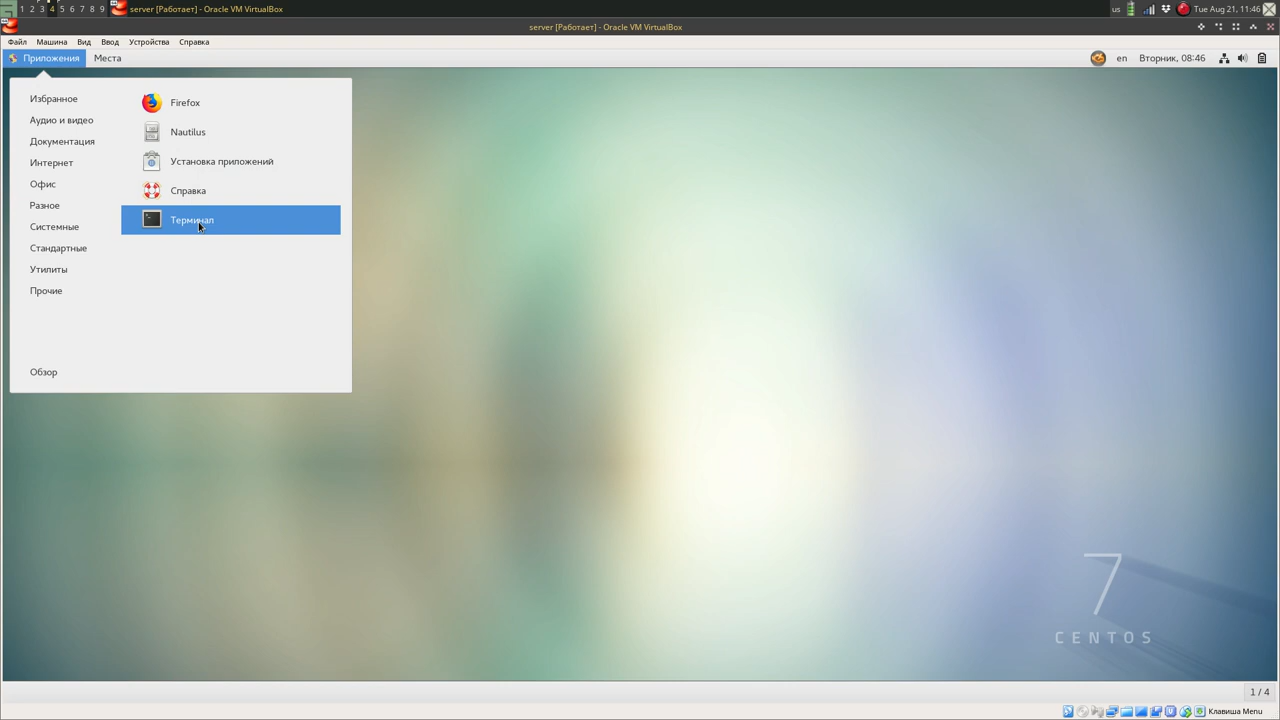 1 2 3 4 5 6 7 8 9 server [Работает] - Oracle VM VirtualBox us Tue Aug 21, 11:46
server [Работает] - Oracle VM VirtualBox
Файл Машина Вид Ввод Устройства Справка
Приложения Места en Вторник, 08:46
Избранное
Аудио и видео
Документация
Интернет
Офис
Разное
Системные
Стандартные
Утилиты
Прочие
Обзор
Firefox
Nautilus
Установка приложений
Справка
Терминал
7
CENTOS
1 / 4
Клавиша Menu